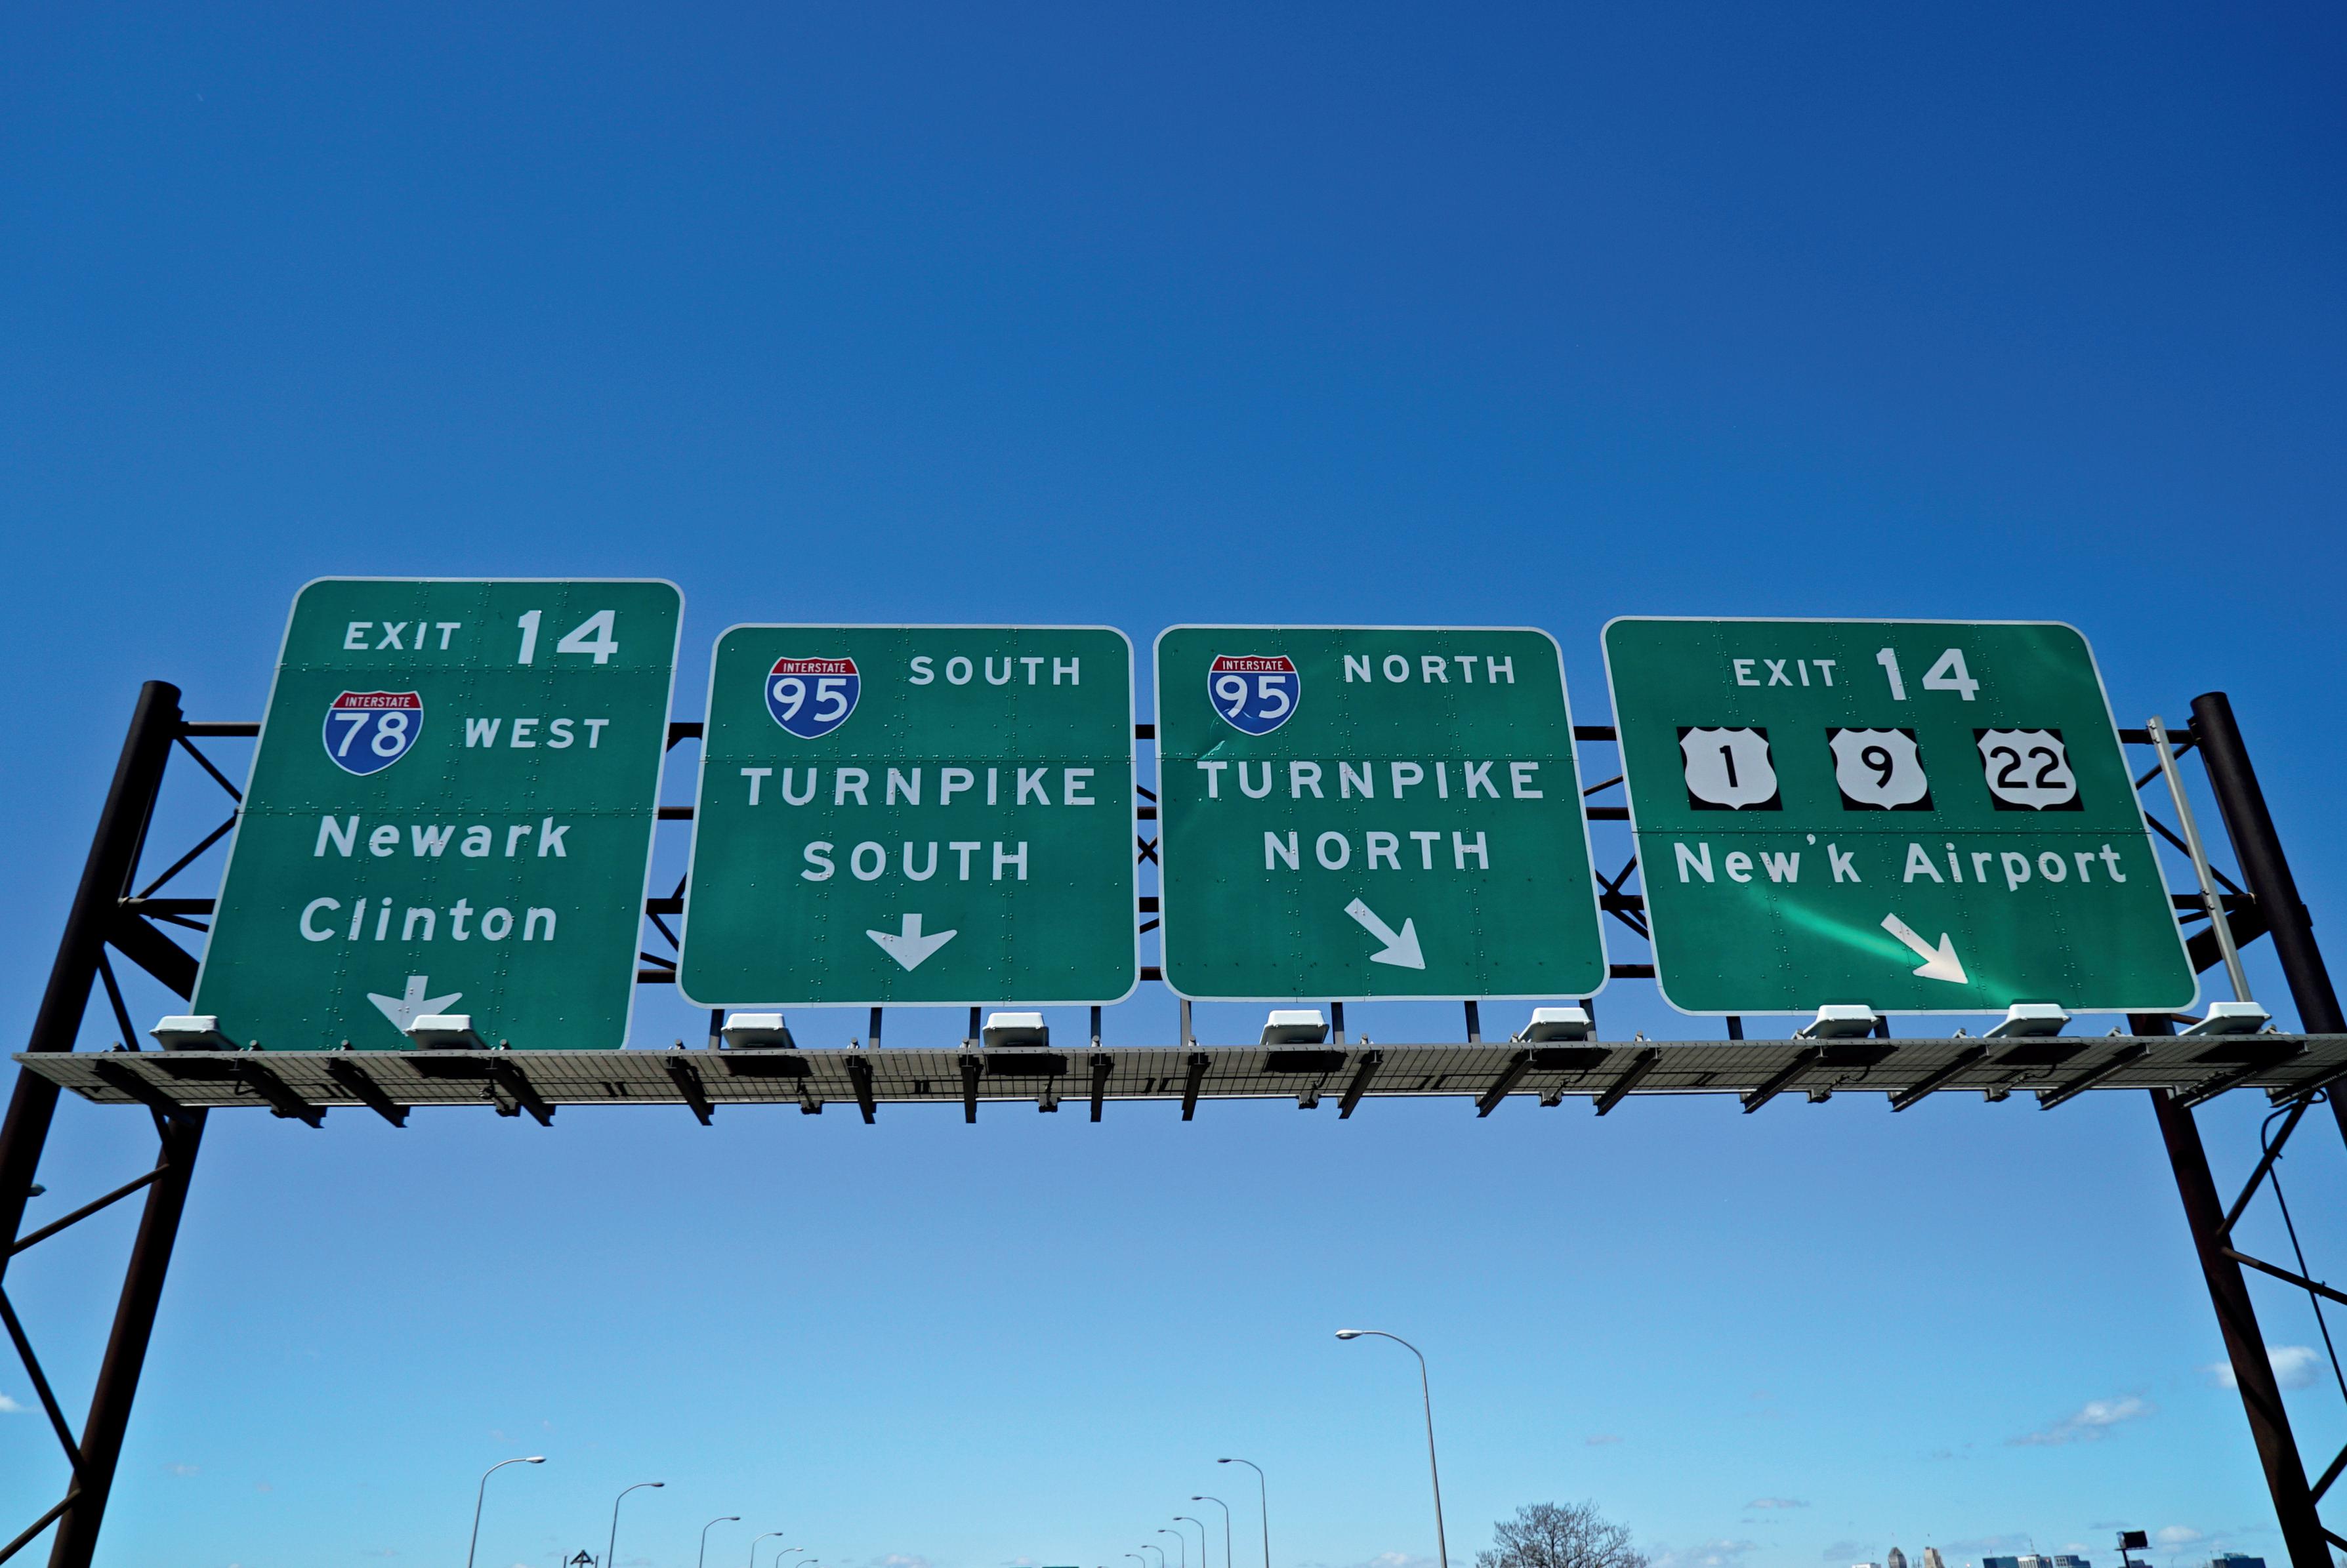 EXIT 14
INTERSTATE
78 WEST
Newark
Clinton
INTERSTATE
95 SOUTH
TURNPIKE
SOUTH
INTERSTATE
95 NORTH
TURNPIKE
NORTH
EXIT 14
1 9 22
New'k Airport